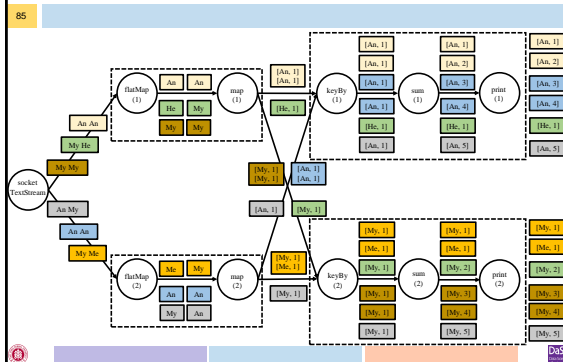 85
socket
TextStream
An An
My He
My My
An My
An An
My Me
flatMap
(1)
An An
He My
My My
map
(1)
[An, 1]
[An, 1]
[He, 1]
[My, 1]
[My, 1]
[An, 1]
[An, 1]
[An, 1]
[My, 1]
flatMap
(2)
Me My
An An
My An
map
(2)
[My, 1]
[Me, 1]
[My, 1]
keyBy
(1)
[An, 1]
[An, 1]
[An, 1]
[An, 1]
[He, 1]
[An, 1]
sum
(1)
[An, 1]
[An, 2]
[An, 3]
[An, 4]
[He, 1]
[An, 5]
print
(1)
[An, 1]
[An, 2]
[An, 3]
[An, 4]
[He, 1]
[An, 5]
keyBy
(2)
[My, 1]
[Me, 1]
[My, 1]
[My, 1]
[My, 1]
[My, 1]
sum
(2)
[My, 1]
[Me, 1]
[My, 2]
[My, 3]
[My, 4]
[My, 5]
print
(2)
[My, 1]
[Me, 1]
[My, 2]
[My, 3]
[My, 4]
[My, 5]